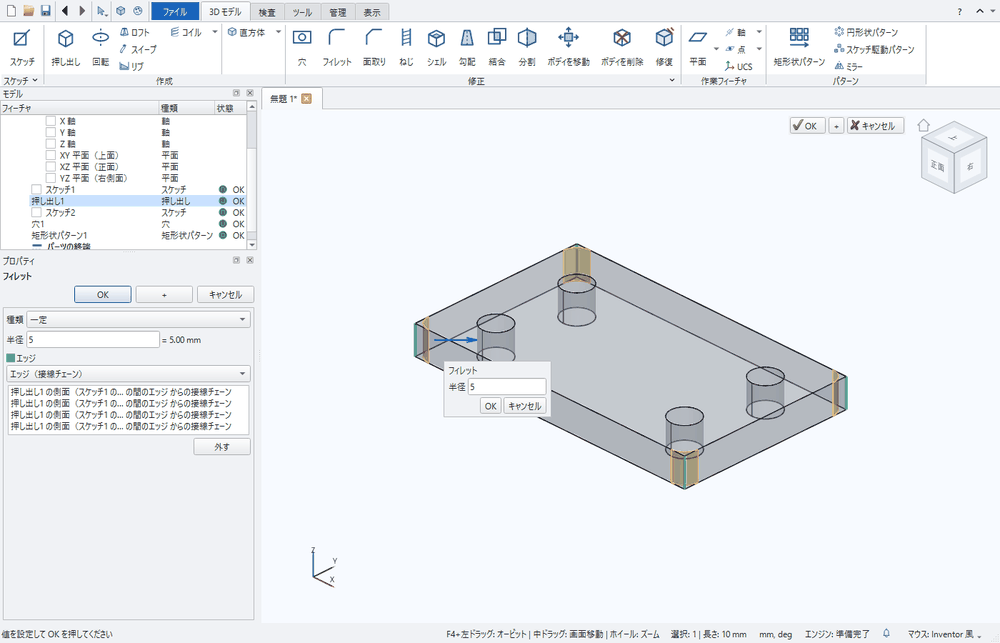 ファイル 3D モデル 検査 ツール 管理 表示 ?
スケッチ 押し出し 回転 ロフト スイープ リブ コイル 直方体 穴 フィレット 面取り ねじ シェル 勾配 結合 分割 ボディを移動 ボディを削除 修復 平面 軸 点 UCS 矩形状パターン 円形状パターン スケッチ駆動パターン ミラー
スケッチ 作成 修正 作業フィーチャ パターン
モデル
無題 1*
フィーチャ 種類 状態
X 軸 軸
Y 軸 軸
Z 軸 軸
XY 平面（上面） 平面
XZ 平面（正面） 平面
YZ 平面（右側面） 平面
スケッチ1 スケッチ OK
押し出し1 押し出し OK
スケッチ2 スケッチ OK
穴1 穴 OK
矩形状パターン1 矩形状パターン OK
パーツの終端
OK + キャンセル
上
正面 右
プロパティ
フィレット
OK + キャンセル
種類 一定
半径 5 = 5.00 mm
エッジ
エッジ（接線チェーン）
押し出し1 の側面（スケッチ1 の... の間のエッジ からの接線チェーン
押し出し1 の側面（スケッチ1 の... の間のエッジ からの接線チェーン
押し出し1 の側面（スケッチ1 の... の間のエッジ からの接線チェーン
押し出し1 の側面（スケッチ1 の... の間のエッジ からの接線チェーン
外す
フィレット
半径 5
OK キャンセル
Z
Y
X
値を設定して OK を押してください F4+左ドラッグ: オービット | 中ドラッグ: 画面移動 | ホイール: ズーム 選択: 1 | 長さ: 10 mm mm, deg エンジン: 準備完了 マウス: Inventor 風